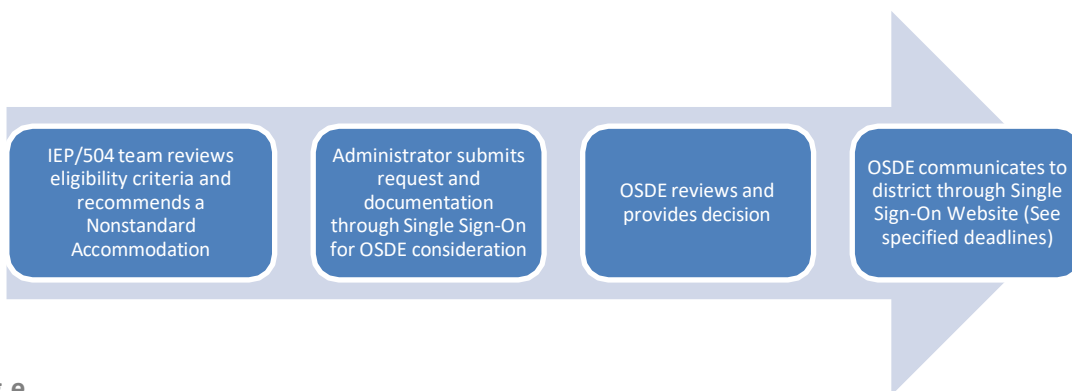 IEP/504 team reviews
eligibility criteria and
recommends a
Nonstandard
Accommodation
Administrator submits
request and
documentation
through Single Sign-On
for OSDE consideration
OSDE reviews and
provides decision
OSDE communicates to
district through Single
Sign-On Website (See
specified deadlines)